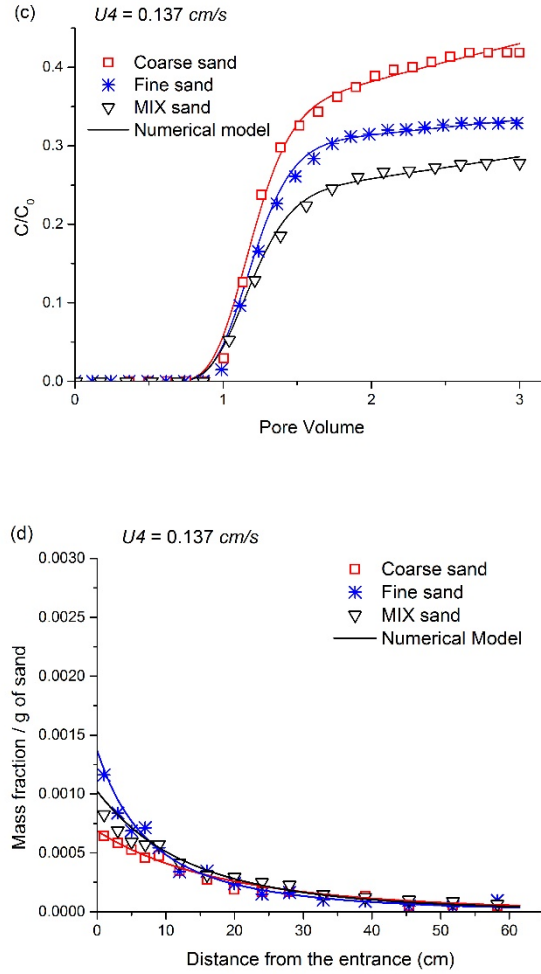 (c)
U4 = 0.137 cm/s
Coarse sand
Fine sand
MIX sand
Numerical model
C/C₀
0.4
0.3
0.2
0.1
0.0
0 1 2 3
Pore Volume
(d)
U4 = 0.137 cm/s
Coarse sand
Fine sand
MIX sand
Numerical Model
Mass fraction / g of sand
0.0030
0.0025
0.0020
0.0015
0.0010
0.0005
0.0000
0 10 20 30 40 50 60
Distance from the entrance (cm)